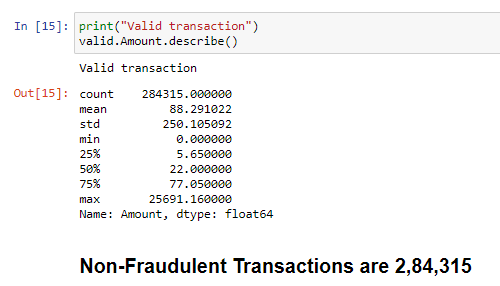 In [15]: print("Valid transaction")
valid.Amount.describe()
Valid transaction
Out[15]: count    284315.000000
mean         88.291022
std         250.105092
min           0.000000
25%           5.650000
50%          22.000000
75%          77.050000
max       25691.160000
Name: Amount, dtype: float64
Non-Fraudulent Transactions are 2,84,315